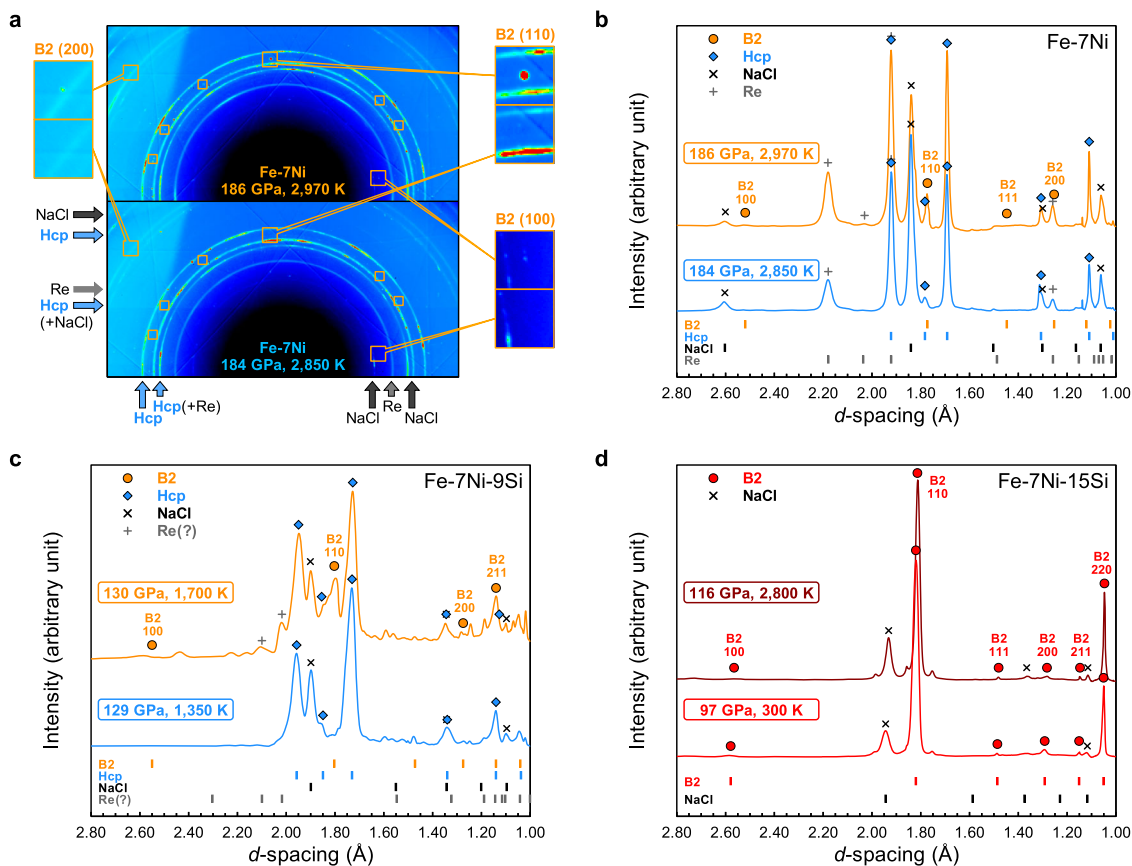 a
B2 (200)
B2 (110)
Fe-7Ni
186 GPa, 2,970 K
NaCl
Hcp
B2 (100)
Re
Hcp
(+NaCl)
Fe-7Ni
184 GPa, 2,850 K
Hcp
Hcp(+Re)
NaCl
Re
NaCl
b
Fe-7Ni
B2
Hcp
NaCl
Re
186 GPa, 2,970 K
B2
100
B2
110
B2
111
B2
200
184 GPa, 2,850 K
B2
Hcp
NaCl
Re
Intensity (arbitrary unit)
2.80 2.60 2.40 2.20 2.00 1.80 1.60 1.40 1.20 1.00
d-spacing (Å)
c
Fe-7Ni-9Si
B2
Hcp
NaCl
Re(?)
130 GPa, 1,700 K
B2
100
B2
110
B2
200
B2
211
129 GPa, 1,350 K
B2
Hcp
NaCl
Re(?)
Intensity (arbitrary unit)
2.80 2.60 2.40 2.20 2.00 1.80 1.60 1.40 1.20 1.00
d-spacing (Å)
d
Fe-7Ni-15Si
B2
NaCl
B2
110
116 GPa, 2,800 K
B2
100
B2
111
B2
200
B2
211
B2
220
97 GPa, 300 K
B2
NaCl
Intensity (arbitrary unit)
2.80 2.60 2.40 2.20 2.00 1.80 1.60 1.40 1.20 1.00
d-spacing (Å)